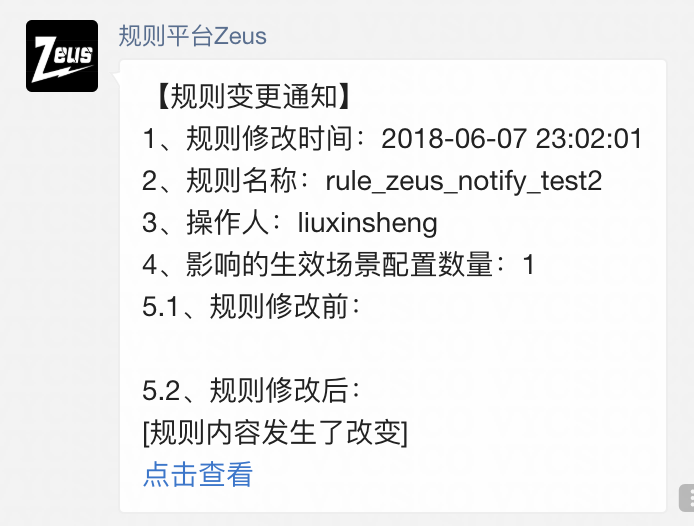 Zeus
规则平台Zeus
【规则变更通知】
1、规则修改时间：2018-06-07 23:02:01
2、规则名称：rule_zeus_notify_test2
3、操作人：liuxinsheng
4、影响的生效场景配置数量：1
5.1、规则修改前：
5.2、规则修改后：
[规则内容发生了改变]
点击查看